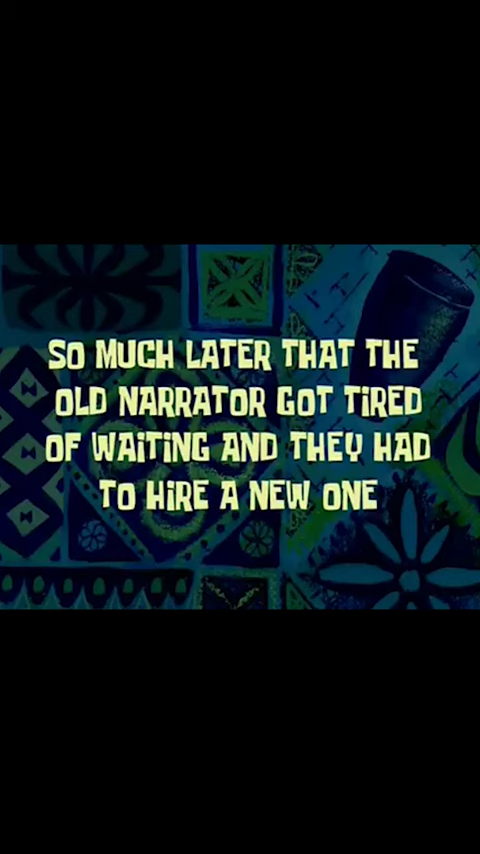 SO MUCH LATER THAT THE
OLD NARRATOR GOT TIRED
OF WAITING AND THEY HAD
TO HIRE A NEW ONE